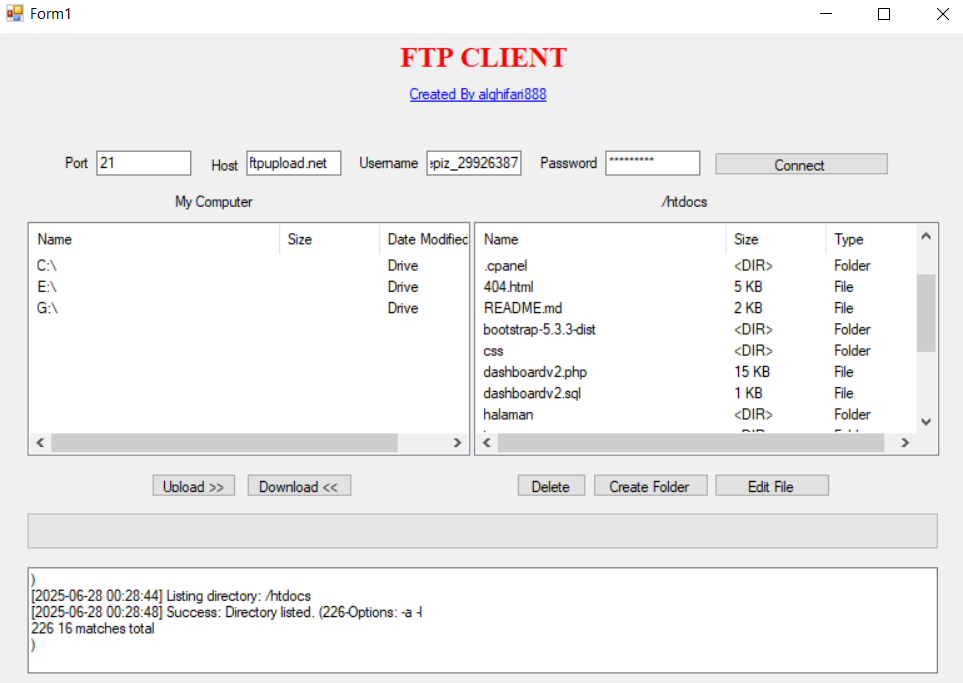 Form1
FTP CLIENT
Created By alghifari888
Port 21 Host ftpupload.net Username epiz_29926387 Password ********* Connect
My Computer /htdocs
Name Size Date Modified Name Size Type
C:\ Drive .cpanel <DIR> Folder
E:\ Drive 404.html 5 KB File
G:\ Drive README.md 2 KB File
bootstrap-5.3.3-dist <DIR> Folder
css <DIR> Folder
dashboardv2.php 15 KB File
dashboardv2.sql 1 KB File
halaman <DIR> Folder
Upload >> Download << Delete Create Folder Edit File
)
[2025-06-28 00:28:44] Listing directory: /htdocs
[2025-06-28 00:28:48] Success: Directory listed. (226-Options: -a -l
226 16 matches total
)